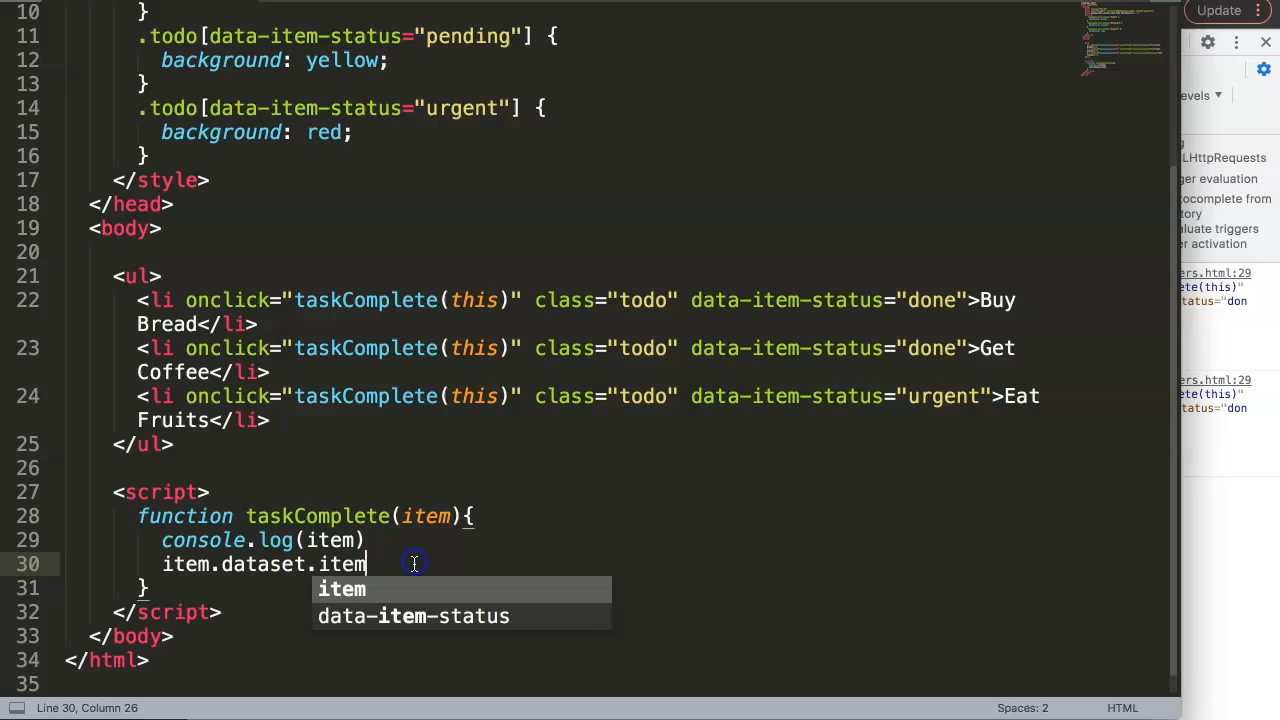 10 }
11 .todo[data-item-status="pending"] {
12 background: yellow;
13 }
14 .todo[data-item-status="urgent"] {
15 background: red;
16 }
17 </style>
18 </head>
19 <body>
20
21 <ul>
22 <li onclick="taskComplete(this)" class="todo" data-item-status="done">Buy
Bread</li>
23 <li onclick="taskComplete(this)" class="todo" data-item-status="done">Get
Coffee</li>
24 <li onclick="taskComplete(this)" class="todo" data-item-status="urgent">Eat
Fruits</li>
25 </ul>
26
27 <script>
28 function taskComplete(item){
29 console.log(item)
30 item.dataset.item
item
data-item-status
31 }
32 </script>
33 </body>
34 </html>
35
Line 30, Column 26
Spaces: 2
HTML
Update
evels
g
LHttpRequests
ger evaluation
tocomplete from
tory
aluate triggers
er activation
ers.html:29
ete(this)"
tatus="don
ers.html:29
ete(this)"
tatus="don